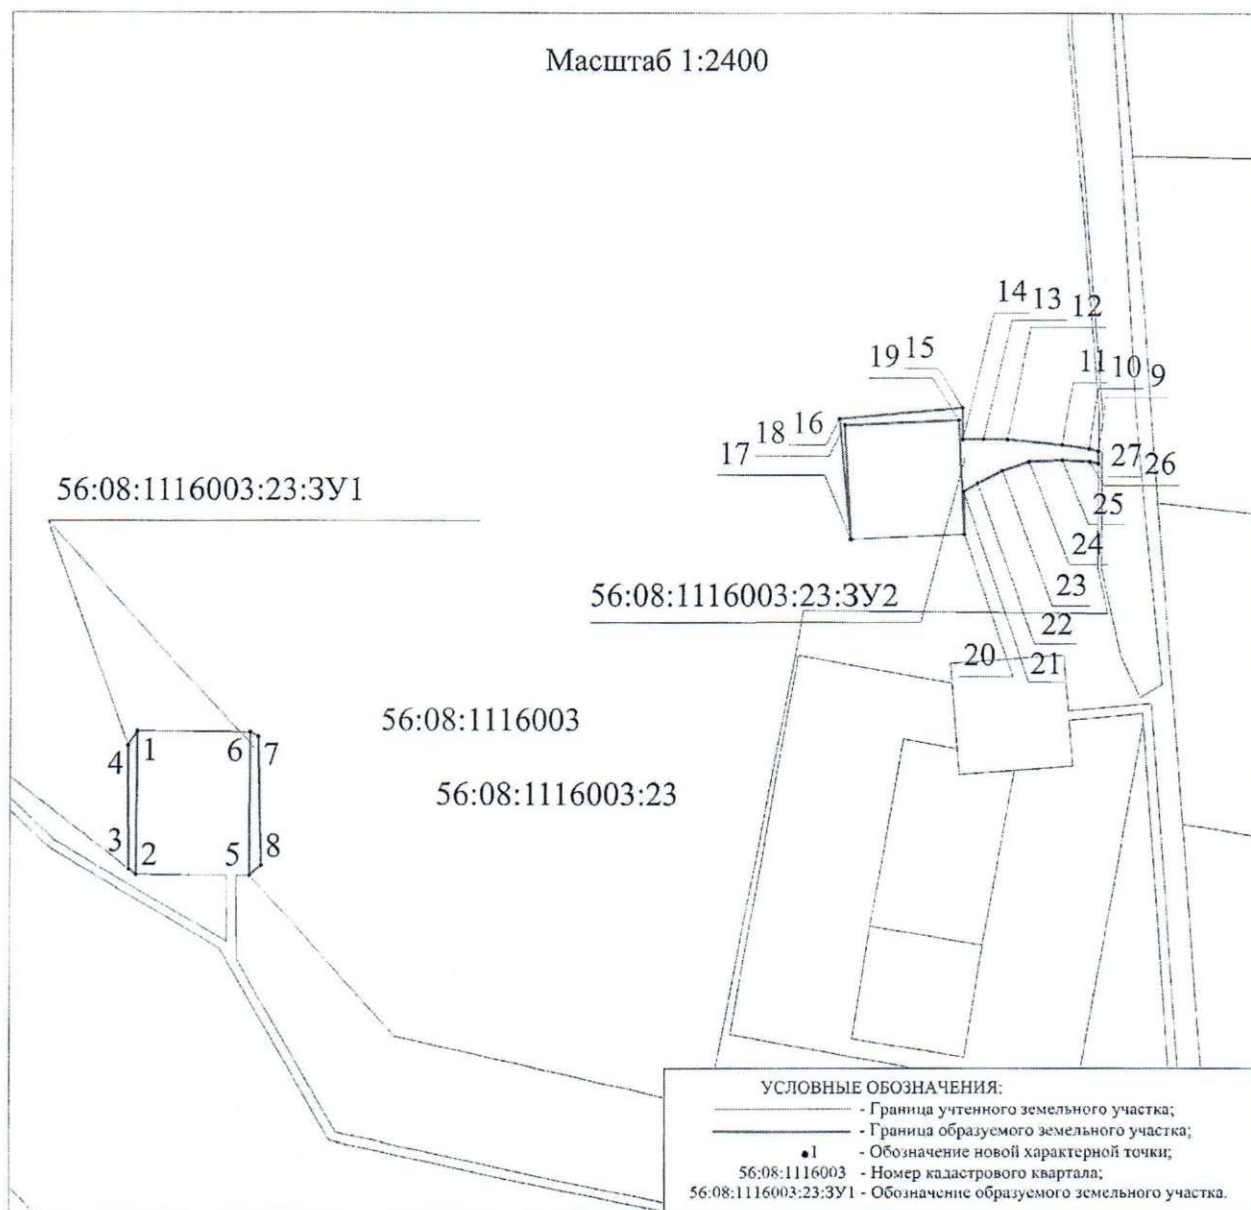 Масштаб 1:2400
14 13 12
19 15
11 10 9
18 16
17
27 26
56:08:1116003:23:ЗУ1
25
24
56:08:1116003:23:ЗУ2
23
22
20 21
56:08:1116003
4 1 6 7
56:08:1116003:23
3 2 5 8
УСЛОВНЫЕ ОБОЗНАЧЕНИЯ:
- Граница учтенного земельного участка;
- Граница образуемого земельного участка;
•1 - Обозначение новой характерной точки;
56:08:1116003 - Номер кадастрового квартала;
56:08:1116003:23:ЗУ1 - Обозначение образуемого земельного участка.